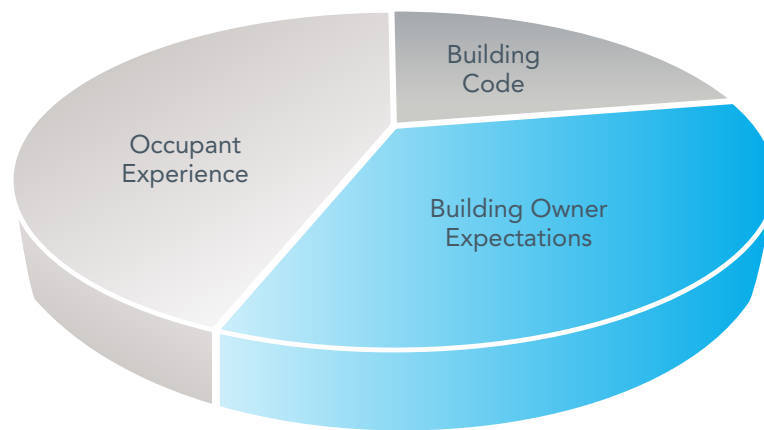 Building
Code
Occupant
Experience
Building Owner
Expectations